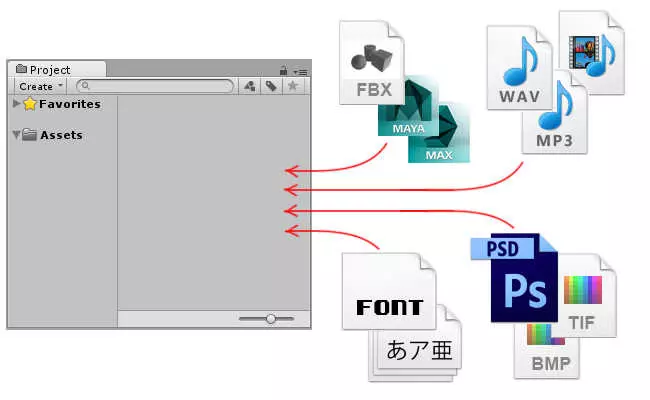 Project
Create
Favorites
Assets
FBX
MAYA
MAX
WAV
MP3
FONT
あア亜
PSD
Ps
TIF
BMP